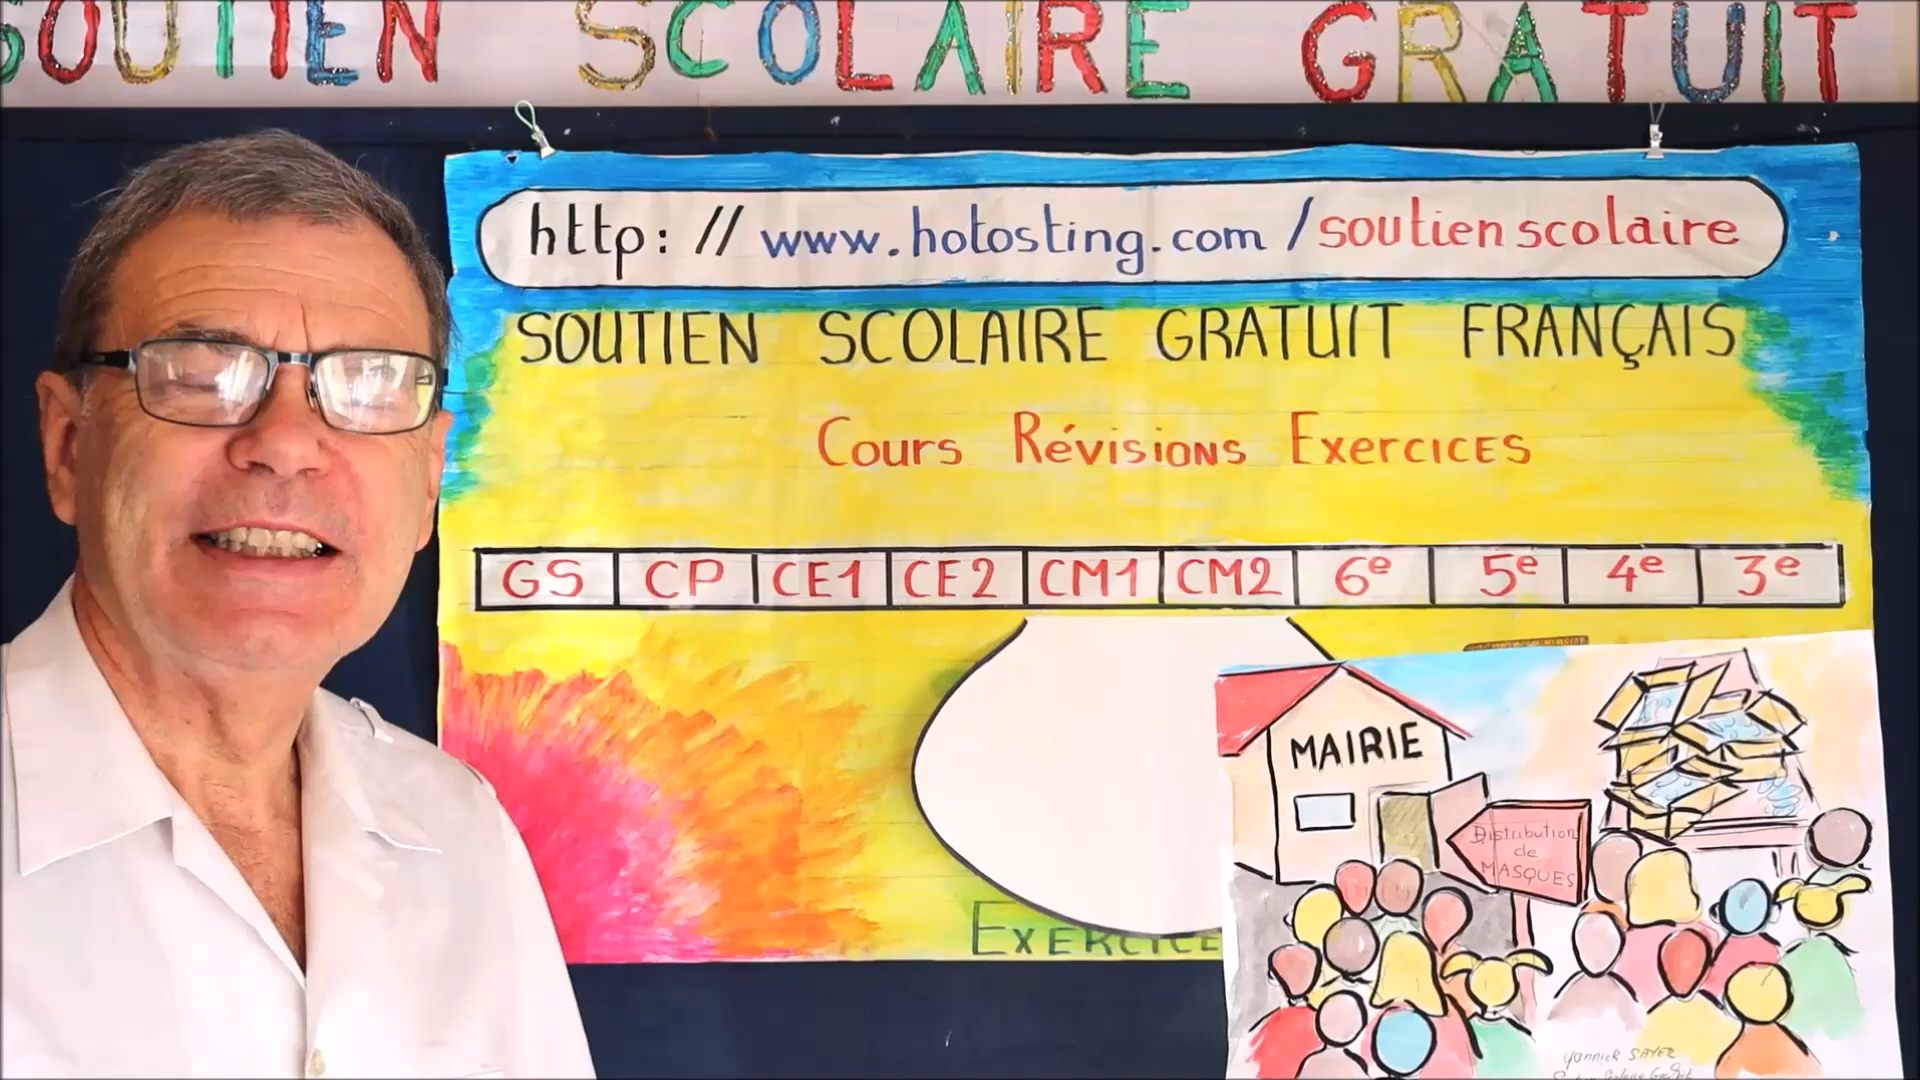 SOUTIEN SCOLAIRE GRATUIT
http://www.hotosting.com/soutienscolaire
SOUTIEN SCOLAIRE GRATUIT FRANÇAIS
Cours Révisions Exercices
GS CP CE1 CE2 CM1 CM2 6e 5e 4e 3e
MAIRIE
Distribution
de
MASQUES
EXERCICE
Yannick SAYER